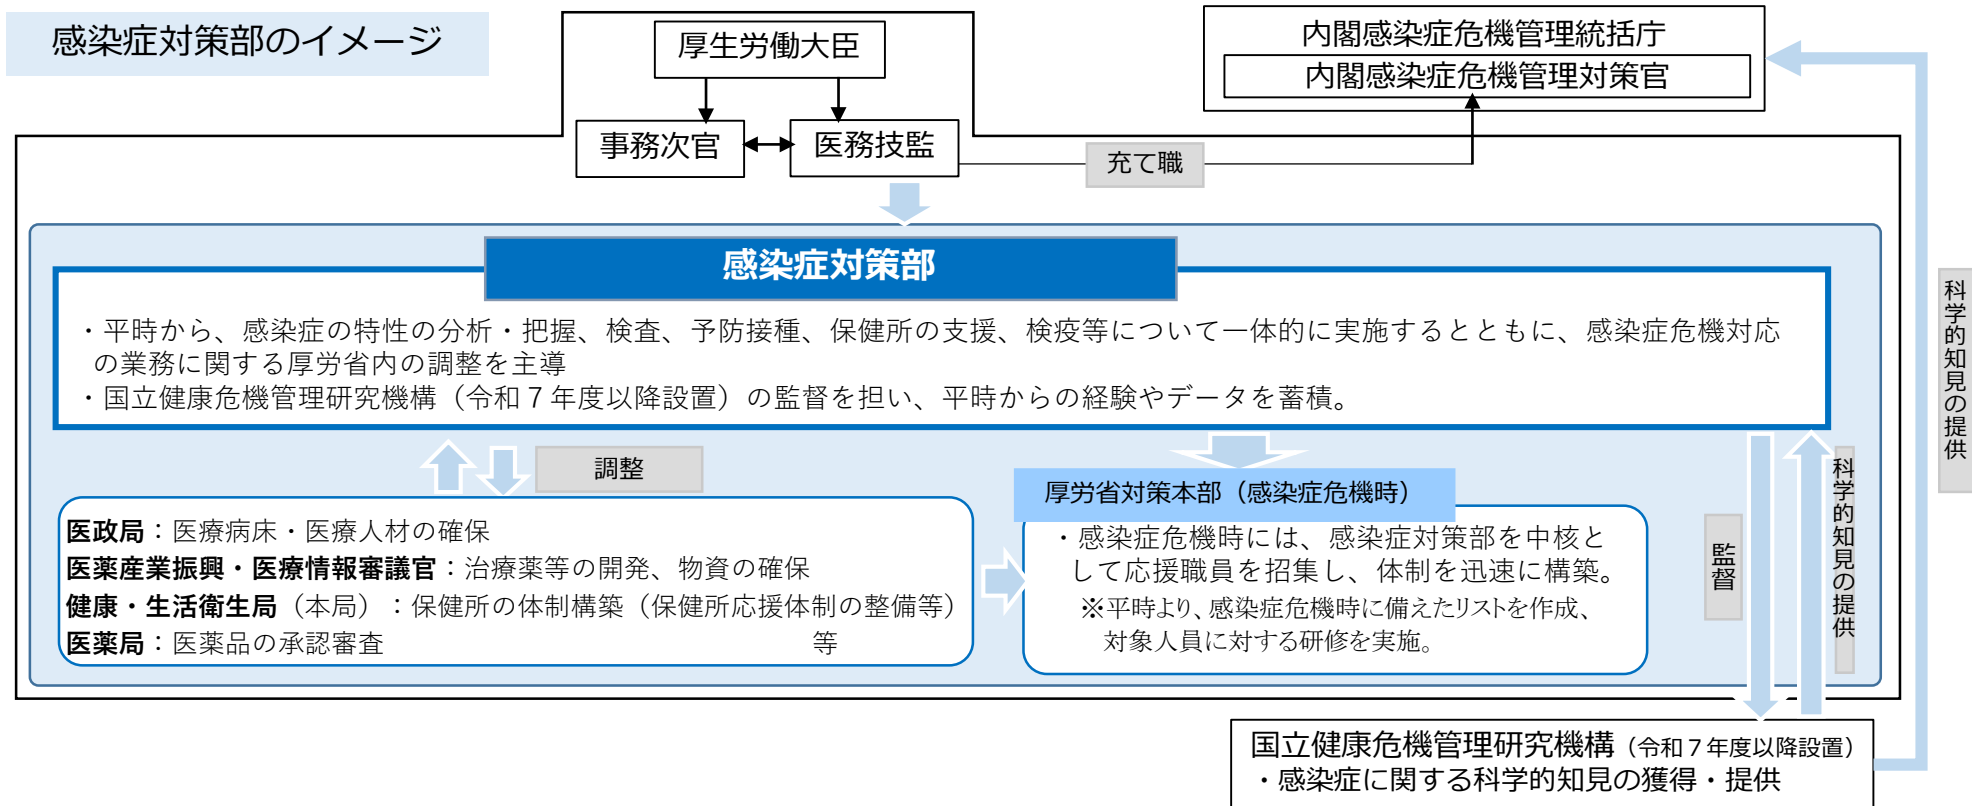 感染症対策部のイメージ
厚生労働大臣
事務次官
医務技監
充て職
内閣感染症危機管理統括庁
内閣感染症危機管理対策官
感染症対策部
・平時から、感染症の特性の分析・把握、検査、予防接種、保健所の支援、検疫等について一体的に実施するとともに、感染症危機対応
の業務に関する厚労省内の調整を主導
・国立健康危機管理研究機構（令和７年度以降設置）の監督を担い、平時からの経験やデータを蓄積。
調整
医政局：医療病床・医療人材の確保
医薬産業振興・医療情報審議官：治療薬等の開発、物資の確保
健康・生活衛生局（本局）：保健所の体制構築（保健所応援体制の整備等）
医薬局：医薬品の承認審査　等
厚労省対策本部（感染症危機時）
・感染症危機時には、感染症対策部を中核と
して応援職員を招集し、体制を迅速に構築。
※平時より、感染症危機時に備えたリストを作成、
対象人員に対する研修を実施。
監督
科学的知見の提供
科学的知見の提供
国立健康危機管理研究機構（令和７年度以降設置）
・感染症に関する科学的知見の獲得・提供